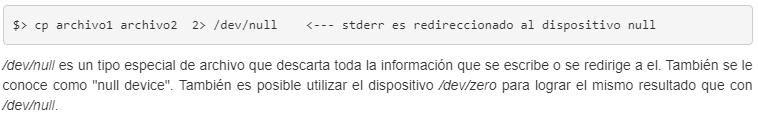 $> cp archivo1 archivo2  2> /dev/null    <--- stderr es redireccionado al dispositivo null
/dev/null es un tipo especial de archivo que descarta toda la información que se escribe o se redirige a el. También se le
conoce como "null device". También es posible utilizar el dispositivo /dev/zero para lograr el mismo resultado que con
/dev/null.